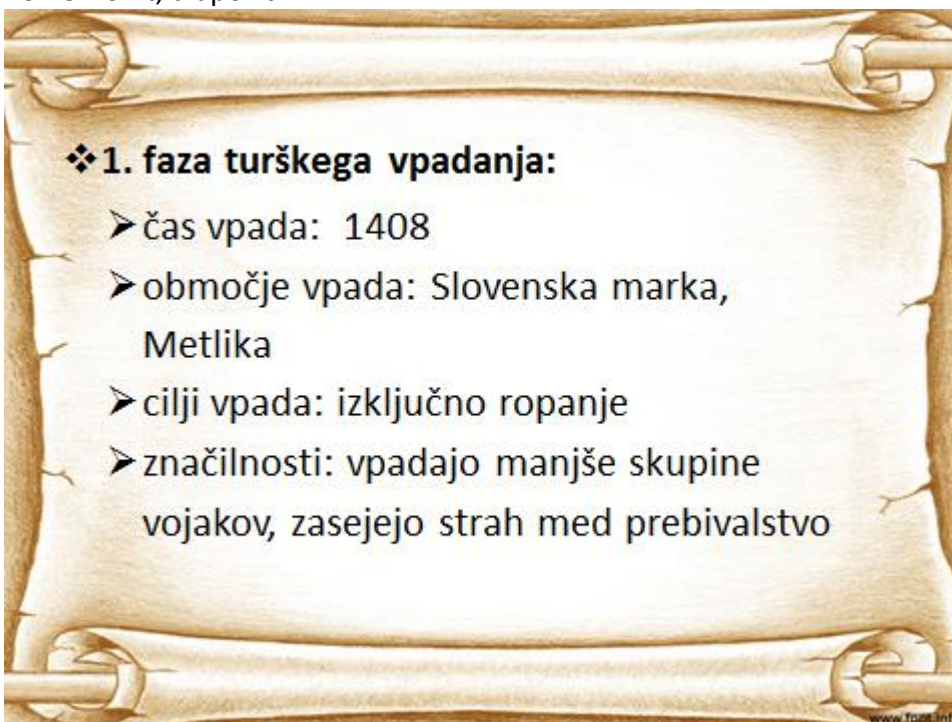 ❖1. faza turškega vpadanja:
➤čas vpada: 1408
➤območje vpada: Slovenska marka,
Metlika
➤cilji vpada: izključno ropanje
➤značilnosti: vpadajo manjše skupine
vojakov, zasejejo strah med prebivalstvo